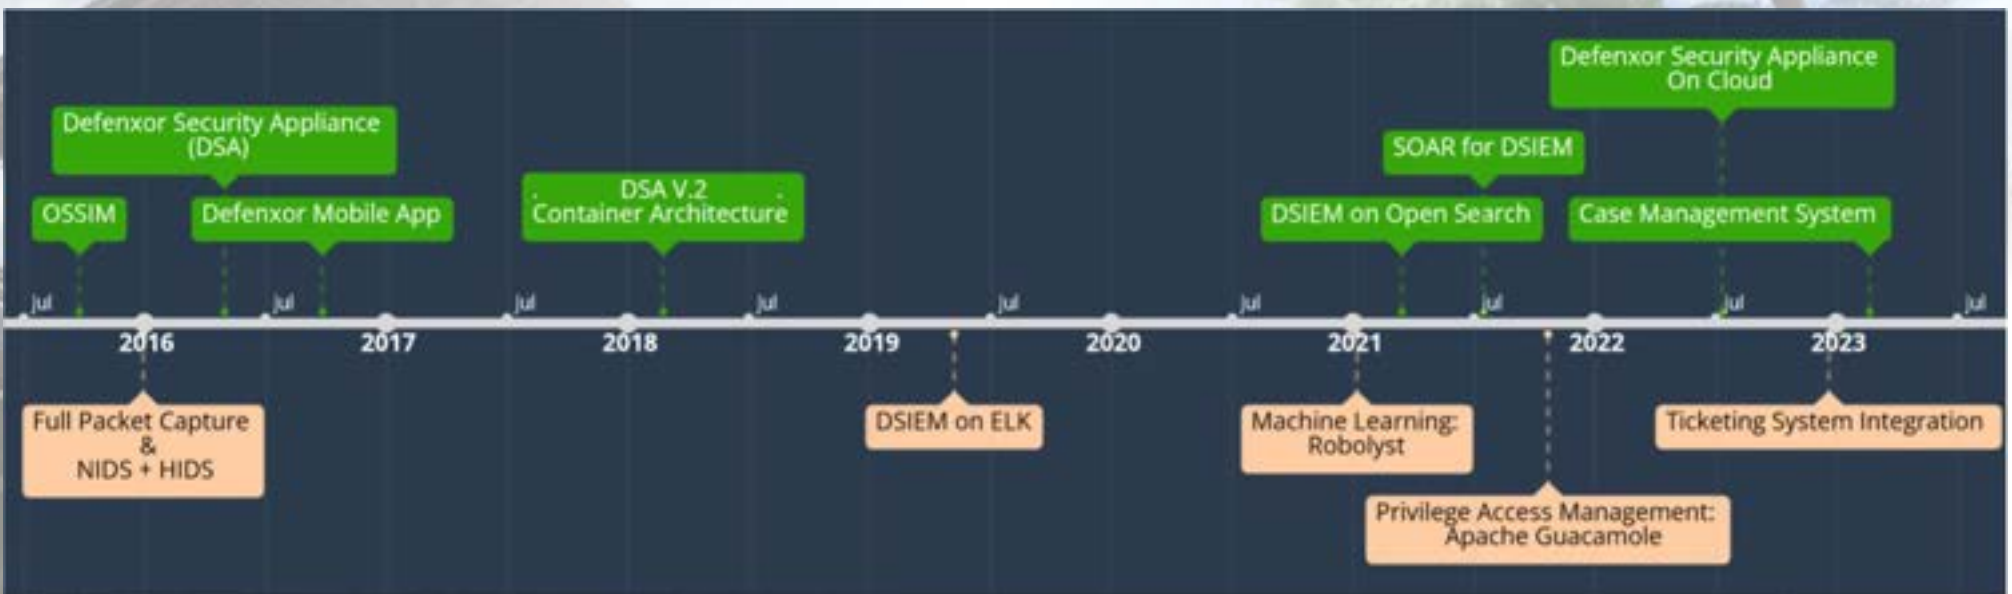 Defenxor Security Appliance
On Cloud
Defenxor Security Appliance
(DSA)
SOAR for DSIEM
OSSIM
Defenxor Mobile App
. DSA V.2 .
Container Architecture
DSIEM on Open Search
Case Management System
Jul
Jul
Jul
Jul
Jul
Jul
Jul
Jul
Jul
2016
2017
2018
2019
2020
2021
2022
2023
Full Packet Capture
&
NIDS + HIDS
DSIEM on ELK
Machine Learning:
Robolyst
Ticketing System Integration
Privilege Access Management:
Apache Guacamole